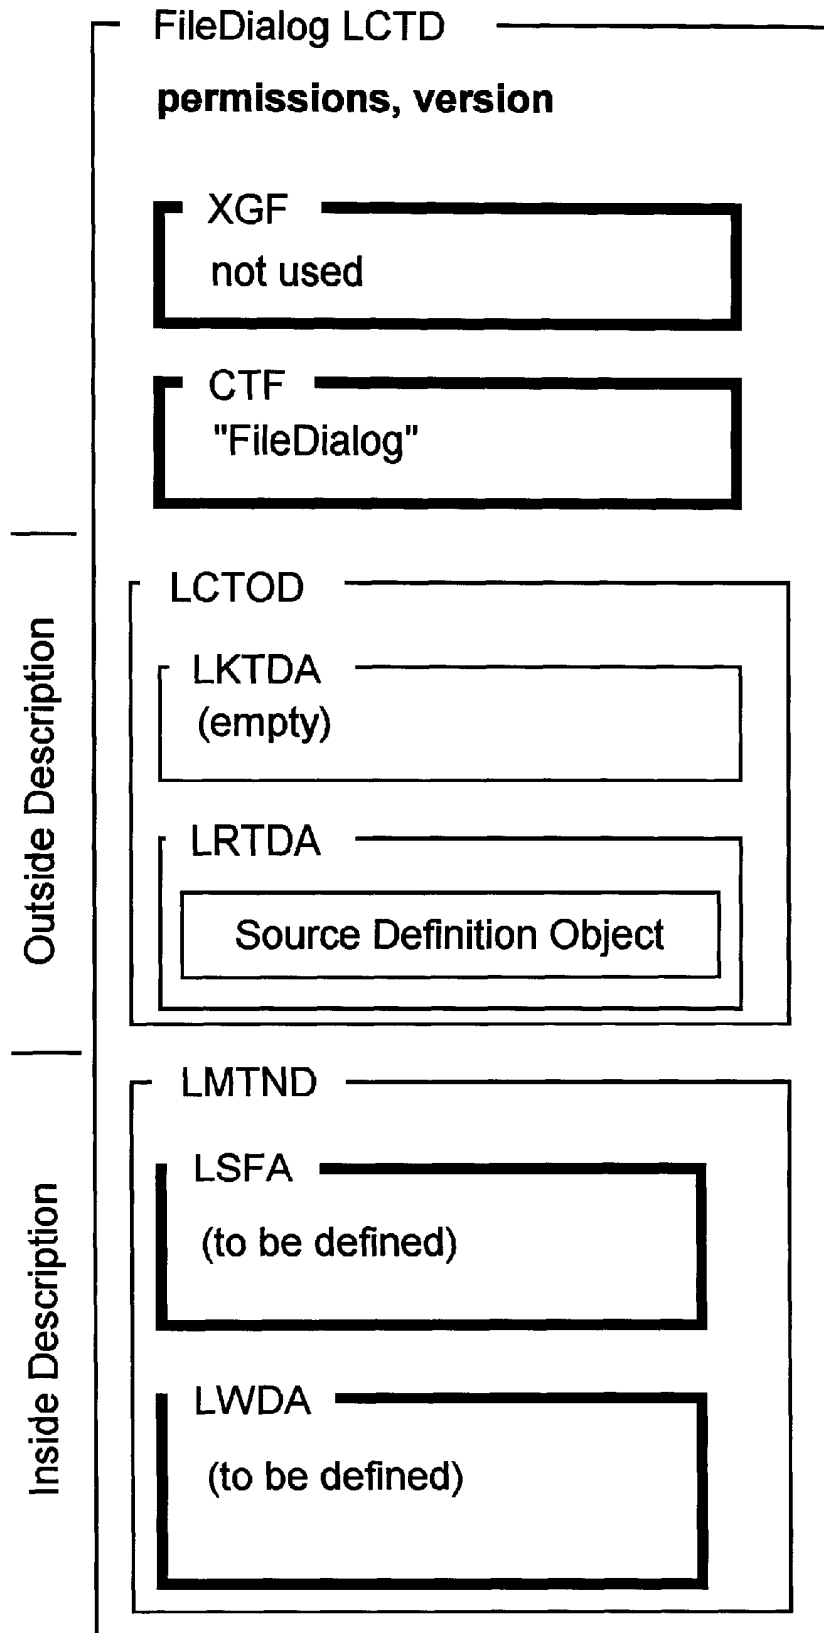 FileDialog LCTD
permissions, version
XGF
not used
CTF
"FileDialog"
Outside Description
LCTOD
LKTDA
(empty)
LRTDA
Source Definition Object
Inside Description
LMTND
LSFA
(to be defined)
LWDA
(to be defined)